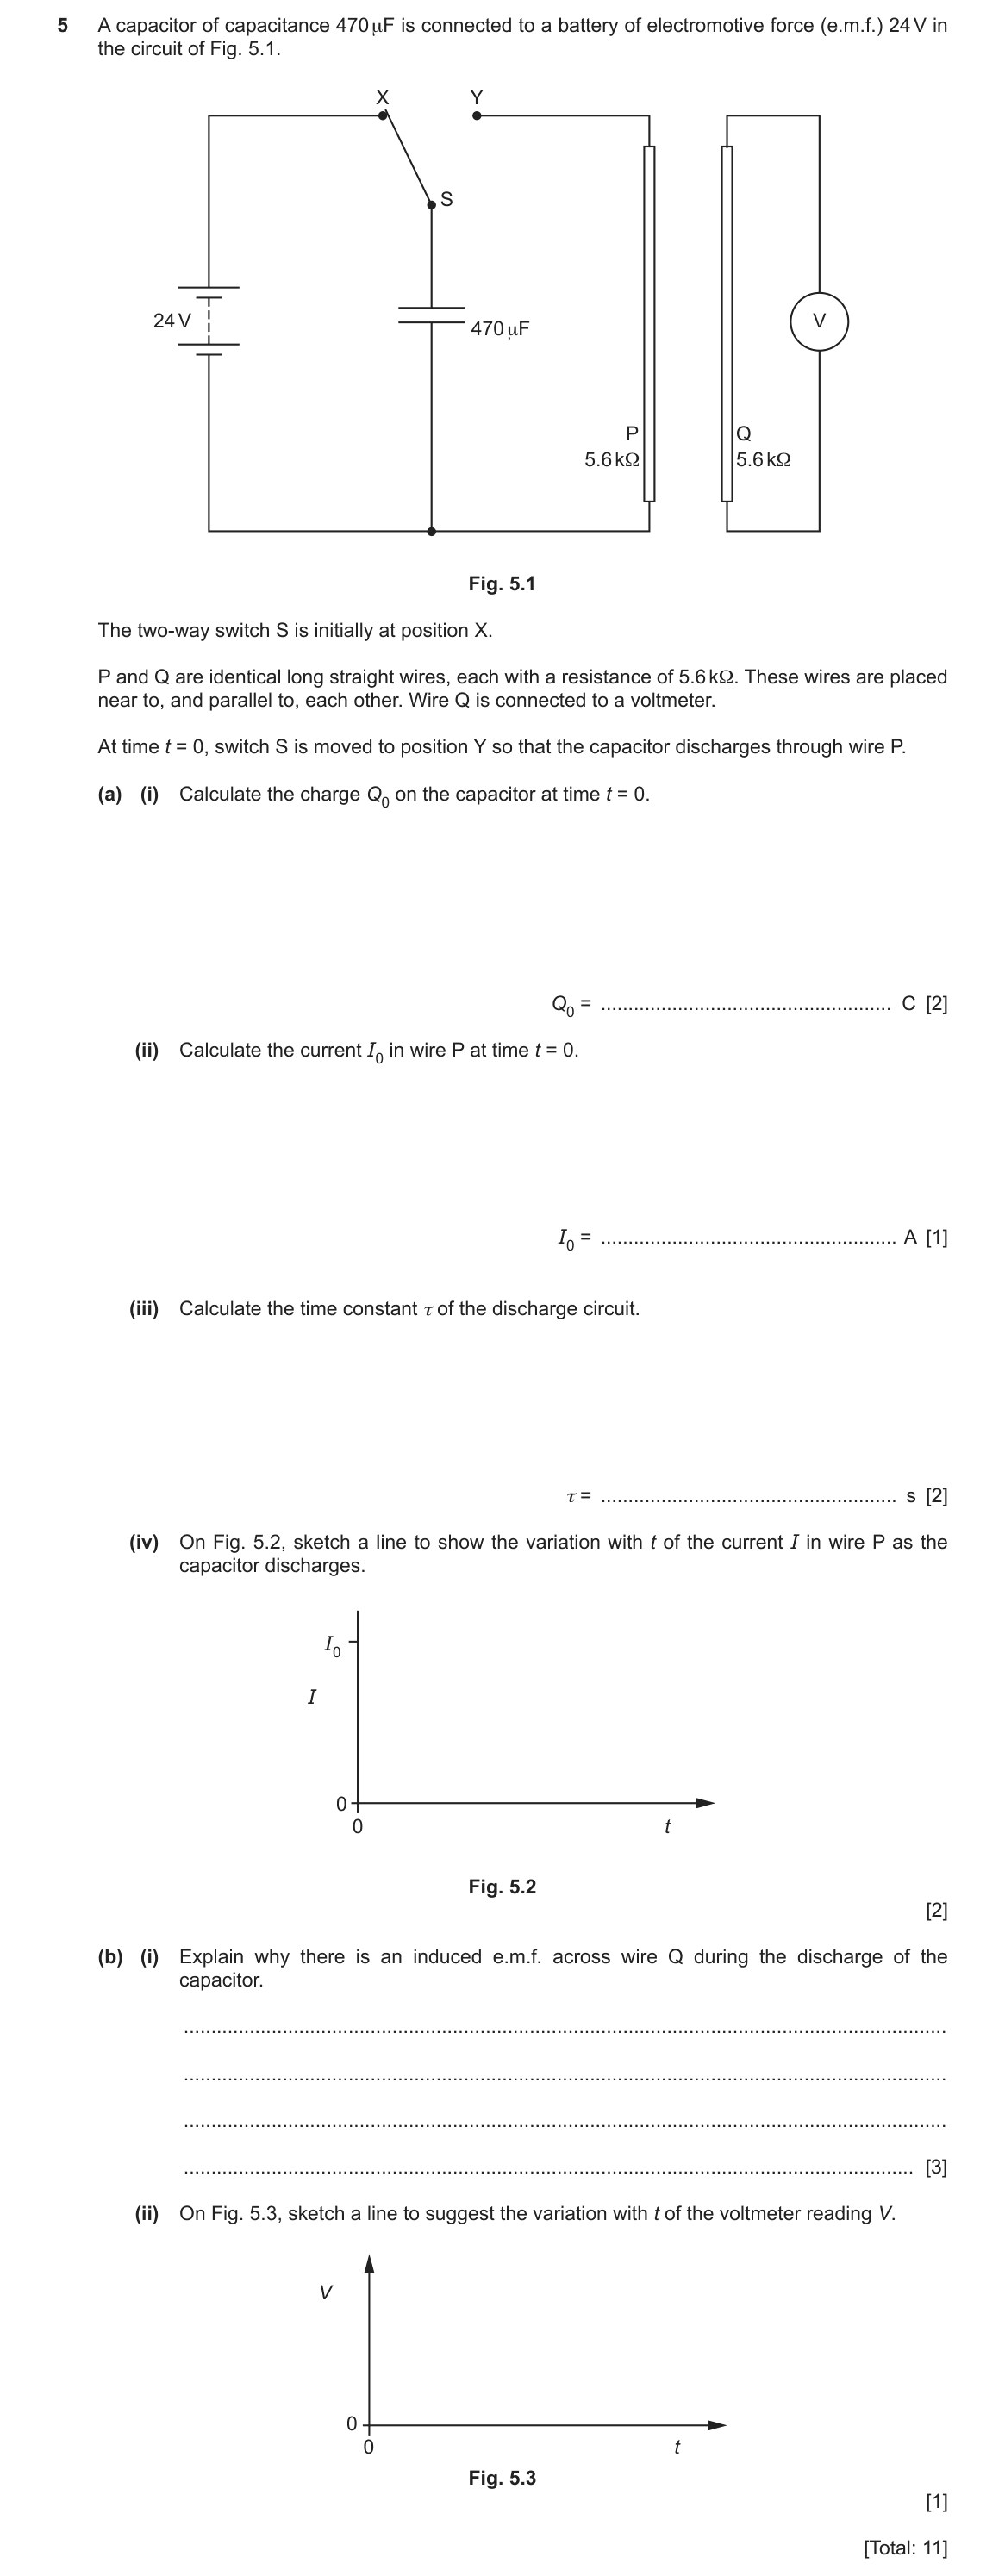 5 A capacitor of capacitance 470 μF is connected to a battery of electromotive force (e.m.f.) 24 V in
the circuit of Fig. 5.1.
X Y
S
24 V
470 μF
V
P Q
5.6 kΩ 5.6 kΩ
Fig. 5.1
The two-way switch S is initially at position X.
P and Q are identical long straight wires, each with a resistance of 5.6 kΩ. These wires are placed
near to, and parallel to, each other. Wire Q is connected to a voltmeter.
At time t = 0, switch S is moved to position Y so that the capacitor discharges through wire P.
(a) (i) Calculate the charge Q₀ on the capacitor at time t = 0.
Q₀ = ..................................................... C [2]
(ii) Calculate the current I₀ in wire P at time t = 0.
I₀ = ...................................................... A [1]
(iii) Calculate the time constant τ of the discharge circuit.
τ = ...................................................... s [2]
(iv) On Fig. 5.2, sketch a line to show the variation with t of the current I in wire P as the
capacitor discharges.
I₀
I
0
0 t
Fig. 5.2
[2]
(b) (i) Explain why there is an induced e.m.f. across wire Q during the discharge of the
capacitor.
...........................................................................................................................................
...........................................................................................................................................
...........................................................................................................................................
..................................................................................................................................... [3]
(ii) On Fig. 5.3, sketch a line to suggest the variation with t of the voltmeter reading V.
V
0
0 t
Fig. 5.3
[1]
[Total: 11]